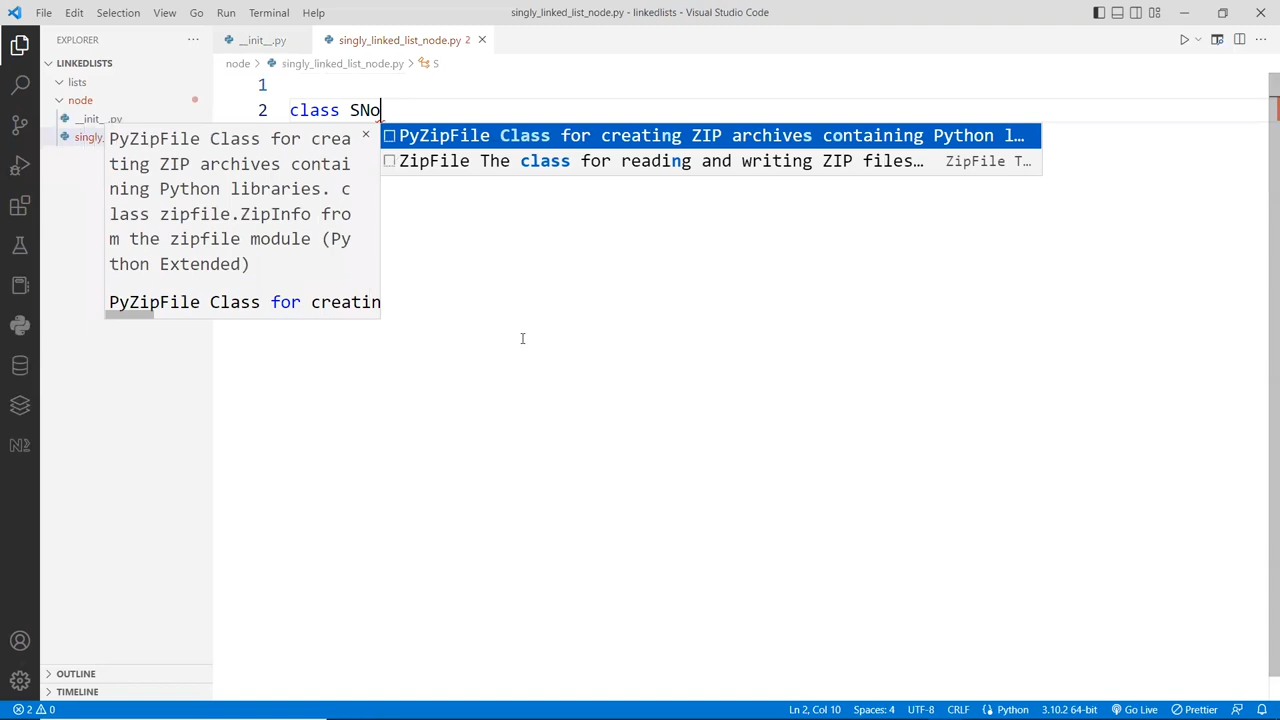 File Edit Selection View Go Run Terminal Help
singly_linked_list_node.py - linkedlists - Visual Studio Code
EXPLORER
LINKEDLISTS
lists
node
__init__.py
singly
__init__.py
singly_linked_list_node.py 2
node > singly_linked_list_node.py > S
1
2 class SNo
PyZipFile Class for creating ZIP archives containing Python l…
ZipFile The class for reading and writing ZIP files… ZipFile T…
PyZipFile Class for crea
ting ZIP archives contai
ning Python libraries. c
lass zipfile.ZipInfo fro
m the zipfile module (Py
thon Extended)
PyZipFile Class for creatin
OUTLINE
TIMELINE
2 0
Ln 2, Col 10 Spaces: 4 UTF-8 CRLF Python 3.10.2 64-bit Go Live Prettier